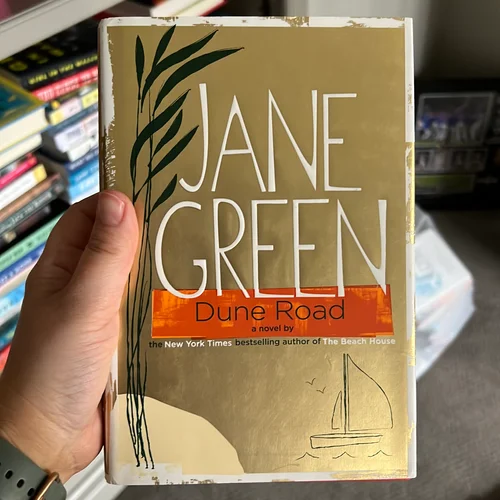 JANE
GREEN
Dune Road
a novel by
the New York Times bestselling author of The Beach House